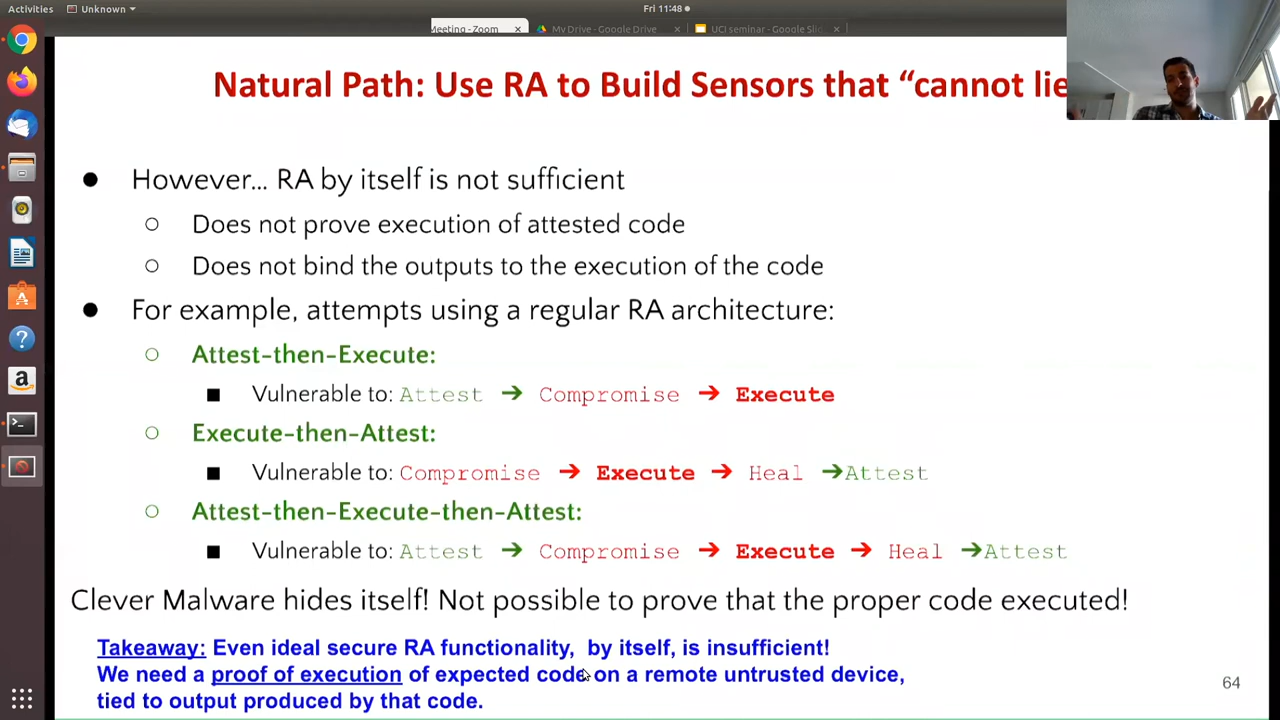 Activities Unknown Fri 11:48
Meeting - Zoom My Drive - Google Drive UCI seminar - Google Slid
Natural Path: Use RA to Build Sensors that “cannot lie
● However... RA by itself is not sufficient
○ Does not prove execution of attested code
○ Does not bind the outputs to the execution of the code
● For example, attempts using a regular RA architecture:
○ Attest-then-Execute:
■ Vulnerable to: Attest ➔ Compromise ➔ Execute
○ Execute-then-Attest:
■ Vulnerable to: Compromise ➔ Execute ➔ Heal ➔Attest
○ Attest-then-Execute-then-Attest:
■ Vulnerable to: Attest ➔ Compromise ➔ Execute ➔ Heal ➔Attest
Clever Malware hides itself! Not possible to prove that the proper code executed!
Takeaway: Even ideal secure RA functionality, by itself, is insufficient!
We need a proof of execution of expected code on a remote untrusted device,
tied to output produced by that code.
64